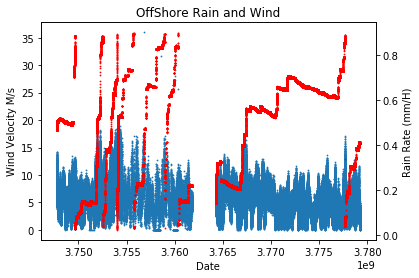 OffShore Rain and Wind
Wind Velocity M/s
35
30
25
20
15
10
5
0
0.8
0.6
0.4
0.2
0.0
Rain Rate (mm/H)
3.750 3.755 3.760 3.765 3.770 3.775 3.780
1e9
Date